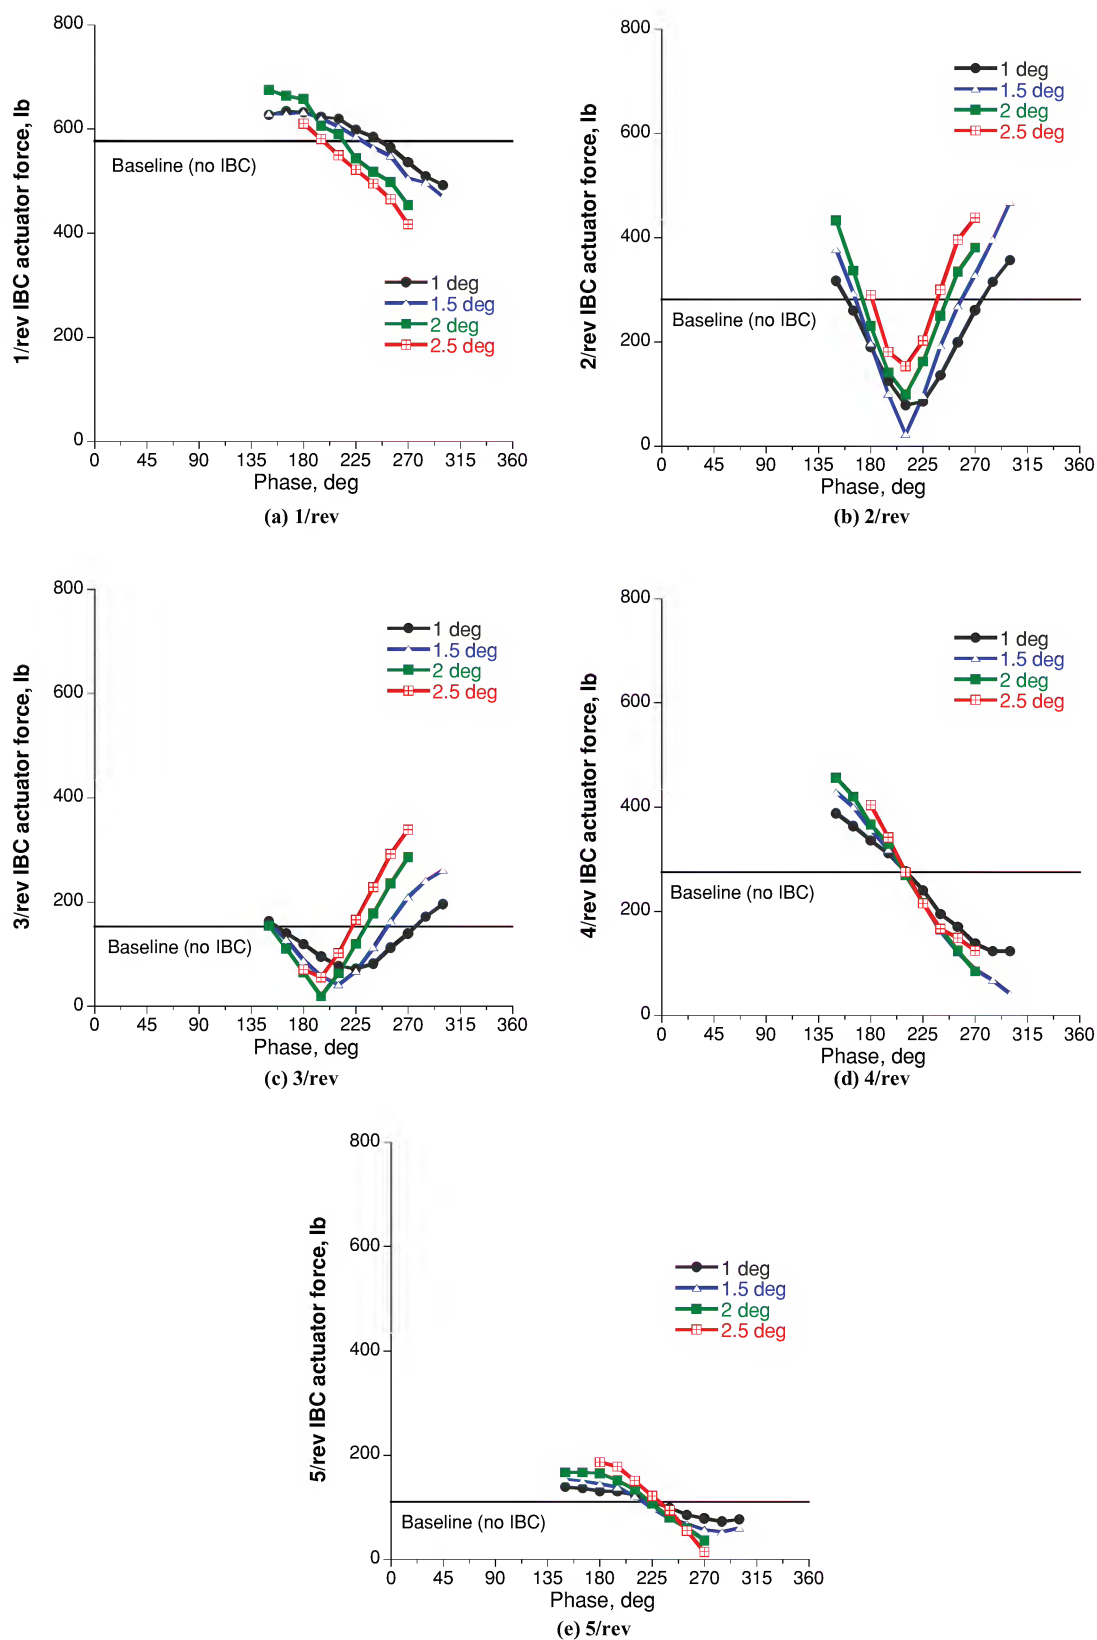 800
600
400
200
0
1/rev IBC actuator force, lb
Baseline (no IBC)
1 deg
1.5 deg
2 deg
2.5 deg
0 45 90 135 180 225 270 315 360
Phase, deg
(a) 1/rev
800
600
400
200
0
2/rev IBC actuator force, lb
1 deg
1.5 deg
2 deg
2.5 deg
Baseline (no IBC)
0 45 90 135 180 225 270 315 360
Phase, deg
(b) 2/rev
800
600
400
200
0
3/rev IBC actuator force, lb
1 deg
1.5 deg
2 deg
2.5 deg
Baseline (no IBC)
0 45 90 135 180 225 270 315 360
Phase, deg
(c) 3/rev
800
600
400
200
0
4/rev IBC actuator force, lb
1 deg
1.5 deg
2 deg
2.5 deg
Baseline (no IBC)
0 45 90 135 180 225 270 315 360
Phase, deg
(d) 4/rev
800
600
400
200
0
5/rev IBC actuator force, lb
1 deg
1.5 deg
2 deg
2.5 deg
Baseline (no IBC)
0 45 90 135 180 225 270 315 360
Phase, deg
(e) 5/rev